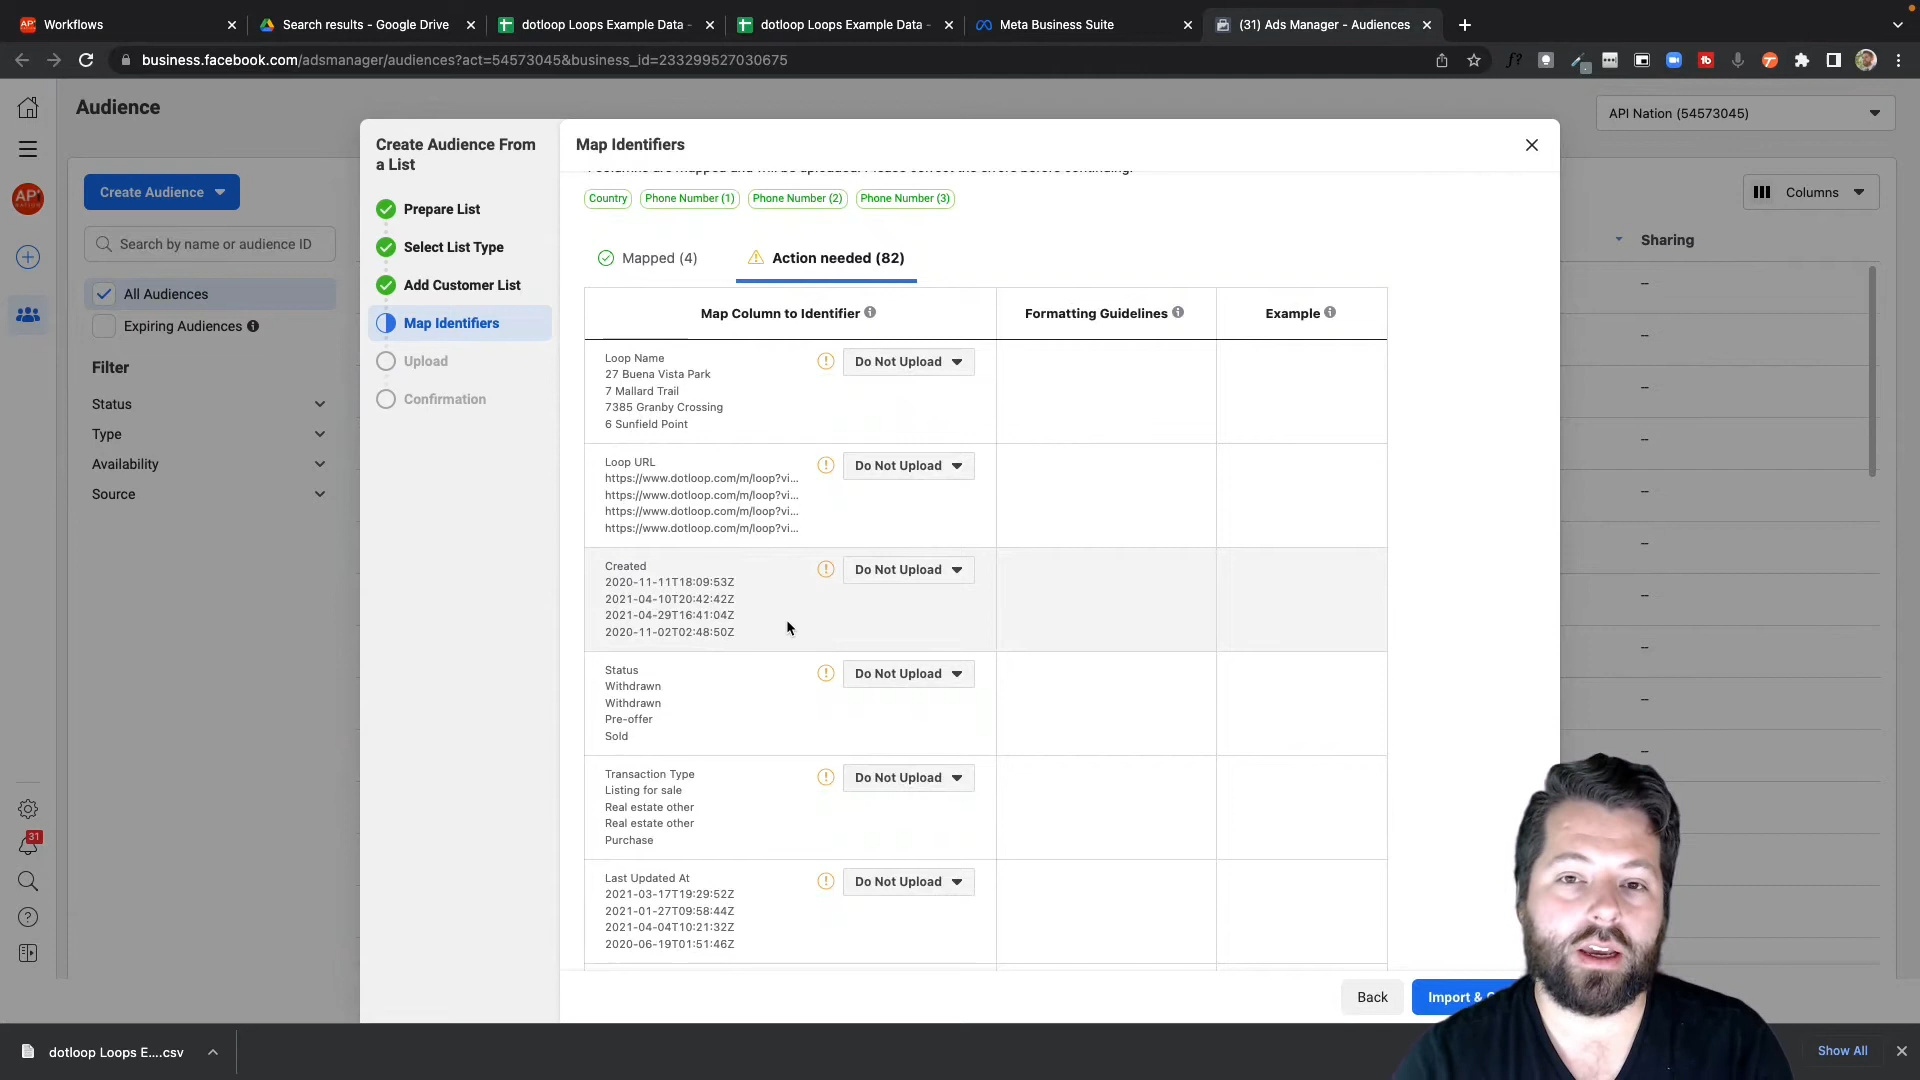 Workflows
Search results - Google Drive
dotloop Loops Example Data -
dotloop Loops Example Data -
Meta Business Suite
(31) Ads Manager - Audiences
business.facebook.com/adsmanager/audiences?act=54573045&business_id=233299527030675
Audience
API Nation (54573045)
Create Audience
Columns
Search by name or audience ID
Sharing
All Audiences
Expiring Audiences
Filter
Status
Type
Availability
Source
31
Create Audience From
a List
Prepare List
Select List Type
Add Customer List
Map Identifiers
Upload
Confirmation
Map Identifiers
Country
Phone Number (1)
Phone Number (2)
Phone Number (3)
Mapped (4)
Action needed (82)
Map Column to Identifier
Formatting Guidelines
Example
Loop Name
Do Not Upload
27 Buena Vista Park
7 Mallard Trail
7385 Granby Crossing
6 Sunfield Point
Loop URL
Do Not Upload
https://www.dotloop.com/m/loop?vi...
https://www.dotloop.com/m/loop?vi...
https://www.dotloop.com/m/loop?vi...
https://www.dotloop.com/m/loop?vi...
Created
Do Not Upload
2020-11-11T18:09:53Z
2021-04-10T20:42:42Z
2021-04-29T16:41:04Z
2020-11-02T02:48:50Z
Status
Do Not Upload
Withdrawn
Withdrawn
Pre-offer
Sold
Transaction Type
Do Not Upload
Listing for sale
Real estate other
Real estate other
Purchase
Last Updated At
Do Not Upload
2021-03-17T19:29:52Z
2021-01-27T09:58:44Z
2021-04-04T10:21:32Z
2020-06-19T01:51:46Z
Back
Import &
dotloop Loops E....csv
Show All